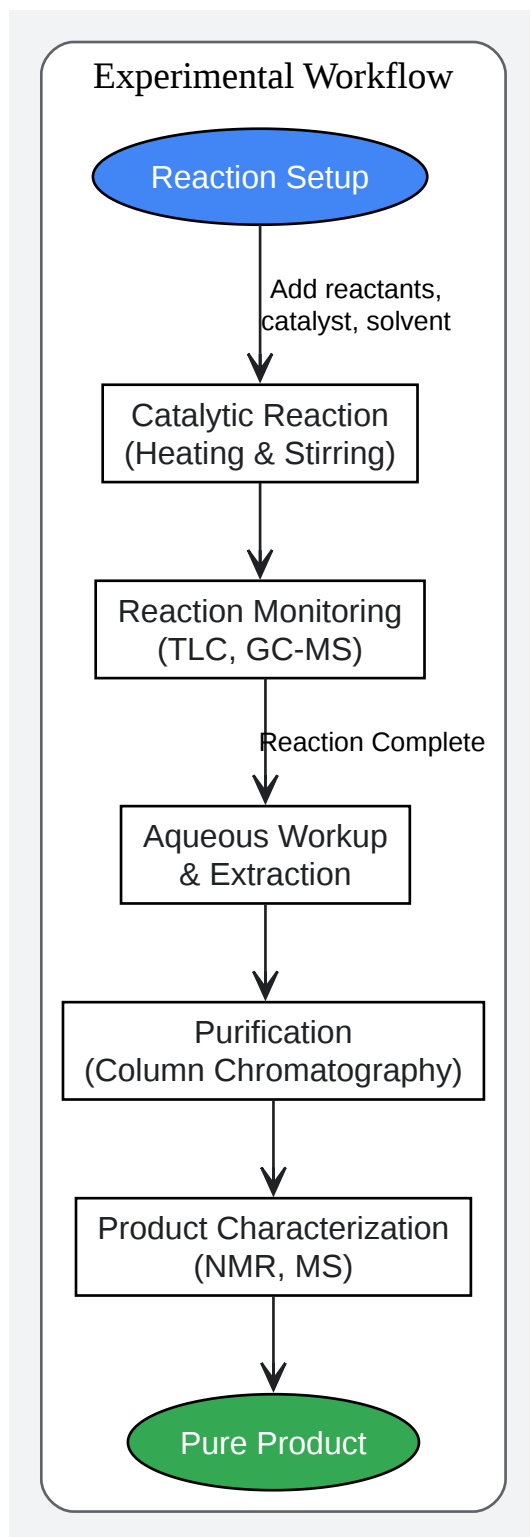 Experimental Workflow
Reaction Setup
Add reactants,
catalyst, solvent
Catalytic Reaction
(Heating & Stirring)
Reaction Monitoring
(TLC, GC-MS)
Reaction Complete
Aqueous Workup
& Extraction
Purification
(Column Chromatography)
Product Characterization
(NMR, MS)
Pure Product